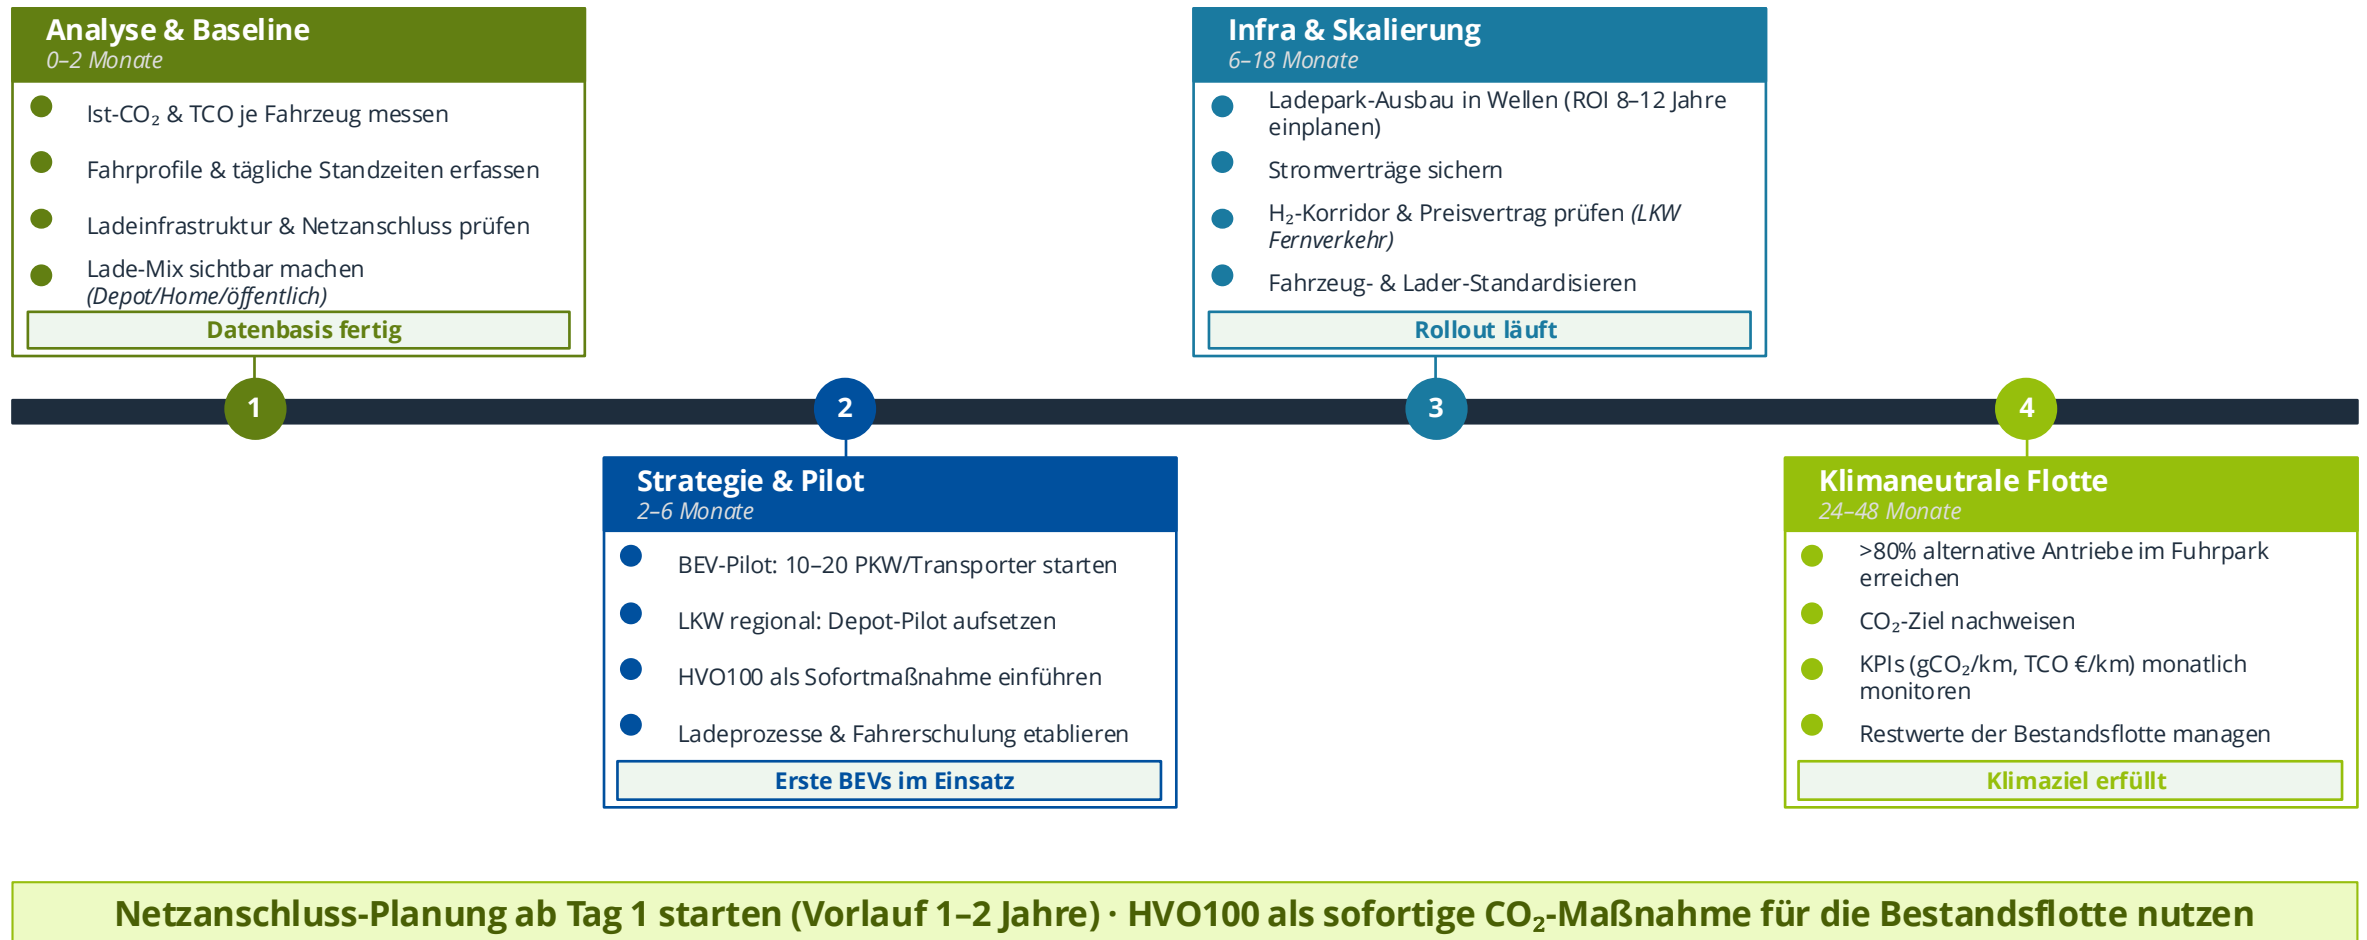 Analyse & Baseline
0–2 Monate
Ist-CO₂ & TCO je Fahrzeug messen
Fahrprofile & tägliche Standzeiten erfassen
Ladeinfrastruktur & Netzanschluss prüfen
Lade-Mix sichtbar machen
(Depot/Home/öffentlich)
Datenbasis fertig
1
2
Strategie & Pilot
2–6 Monate
BEV-Pilot: 10–20 PKW/Transporter starten
LKW regional: Depot-Pilot aufsetzen
HVO100 als Sofortmaßnahme einführen
Ladeprozesse & Fahrerschulung etablieren
Erste BEVs im Einsatz
Infra & Skalierung
6–18 Monate
Ladepark-Ausbau in Wellen (ROI 8–12 Jahre
einplanen)
Stromverträge sichern
H₂-Korridor & Preisvertrag prüfen (LKW
Fernverkehr)
Fahrzeug- & Lader-Standardisieren
Rollout läuft
3
4
Klimaneutrale Flotte
24–48 Monate
>80% alternative Antriebe im Fuhrpark
erreichen
CO₂-Ziel nachweisen
KPIs (gCO₂/km, TCO €/km) monatlich
monitoren
Restwerte der Bestandsflotte managen
Klimaziel erfüllt
Netzanschluss-Planung ab Tag 1 starten (Vorlauf 1–2 Jahre) · HVO100 als sofortige CO₂-Maßnahme für die Bestandsflotte nutzen